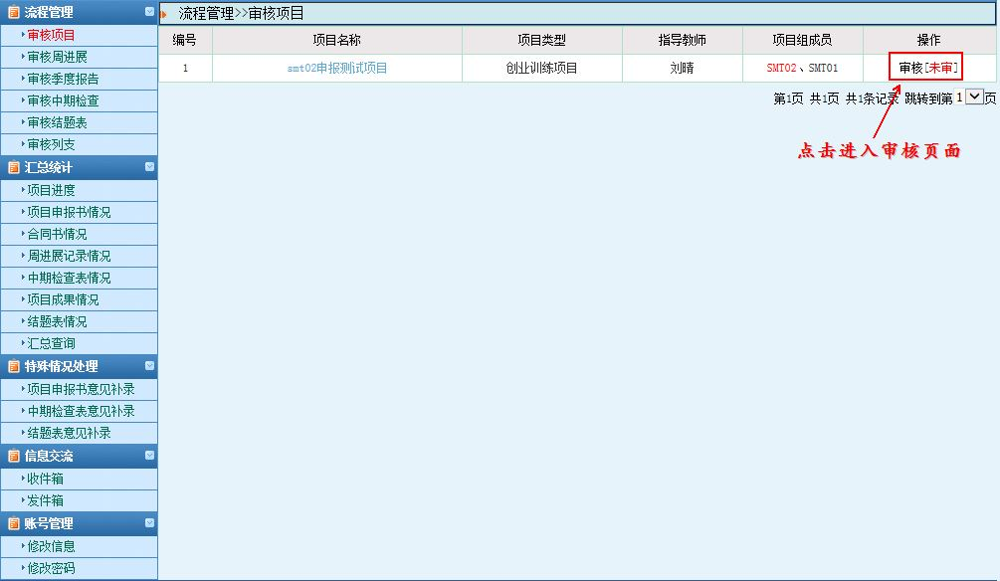 流程管理
审核项目
审核周进展
审核季度报告
审核中期检查
审核结题表
审核列支
汇总统计
项目进度
项目申报书情况
合同书情况
周进展记录情况
中期检查表情况
项目成果情况
结题表情况
汇总查询
特殊情况处理
项目申报书意见补录
中期检查表意见补录
结题表意见补录
信息交流
收件箱
发件箱
账号管理
修改信息
修改密码
流程管理>>审核项目
编号 项目名称 项目类型 指导教师 项目组成员 操作
1 smt02申报测试项目 创业训练项目 刘晴 SMT02、SMT01 审核[未审]
第1页 共1页 共1条记录 跳转到第 1 页
点击进入审核页面